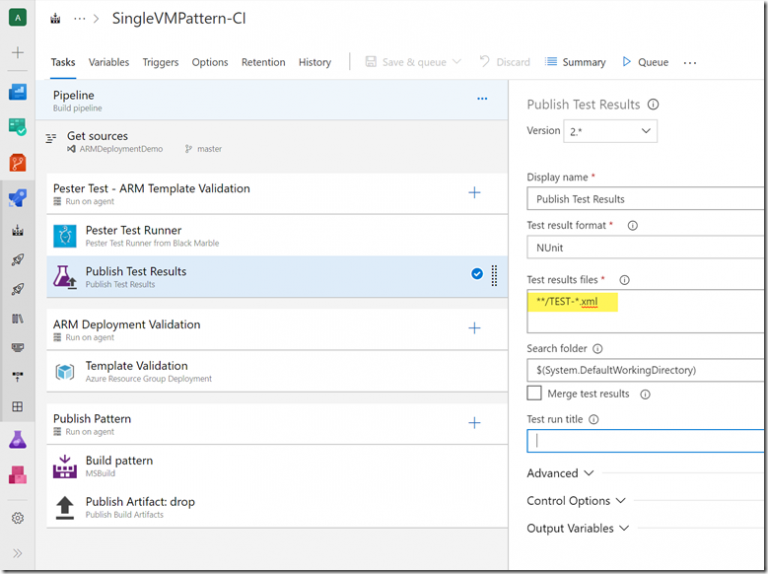 A
··· > SingleVMPattern-CI
Tasks Variables Triggers Options Retention History Save & queue Discard Summary Queue ···
Pipeline ···
Build pipeline
Get sources
ARMDeploymentDemo master
Pester Test - ARM Template Validation
Run on agent
Pester Test Runner
Pester Test Runner from Black Marble
Publish Test Results
Publish Test Results
ARM Deployment Validation
Run on agent
Template Validation
Azure Resource Group Deployment
Publish Pattern
Run on agent
Build pattern
MSBuild
Publish Artifact: drop
Publish Build Artifacts
Publish Test Results
Version 2.*
Display name *
Publish Test Results
Test result format *
NUnit
Test results files *
**/TEST-*.xml
Search folder
$(System.DefaultWorkingDirectory)
Merge test results
Test run title
Advanced
Control Options
Output Variables